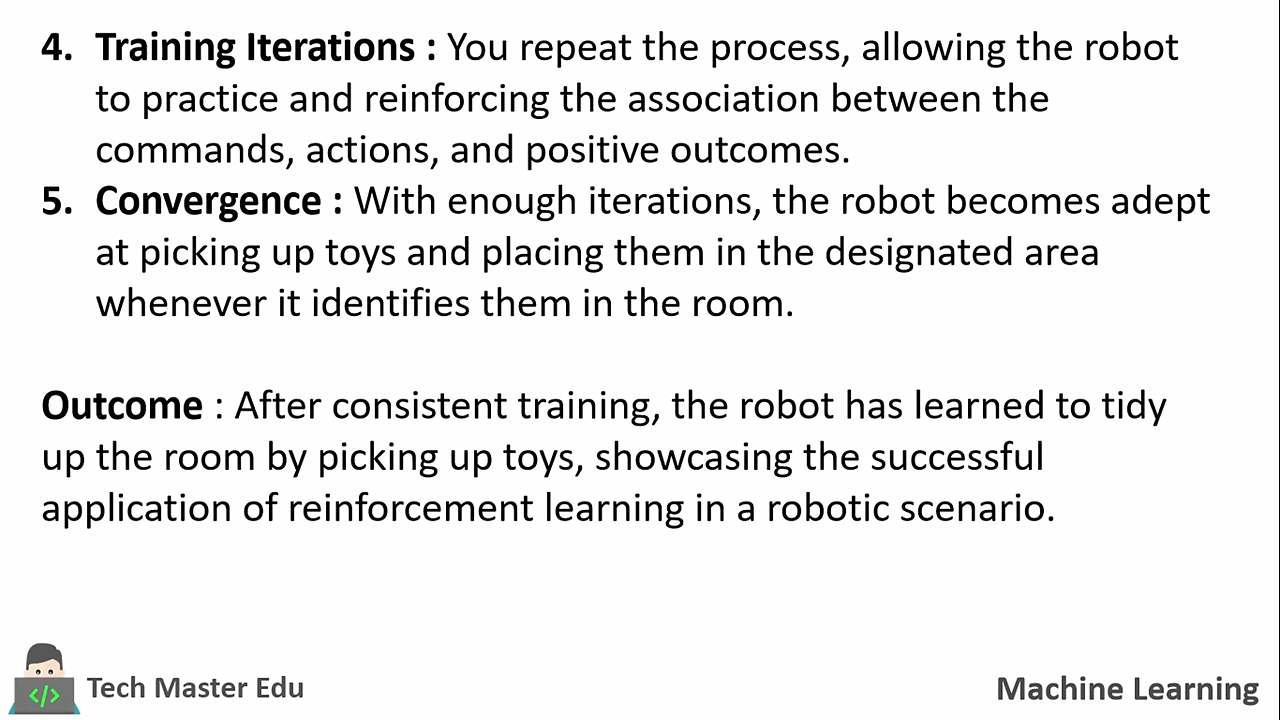 4. Training Iterations : You repeat the process, allowing the robot
to practice and reinforcing the association between the
commands, actions, and positive outcomes.
5. Convergence : With enough iterations, the robot becomes adept
at picking up toys and placing them in the designated area
whenever it identifies them in the room.
Outcome : After consistent training, the robot has learned to tidy
up the room by picking up toys, showcasing the successful
application of reinforcement learning in a robotic scenario.
</>
Tech Master Edu
Machine Learning